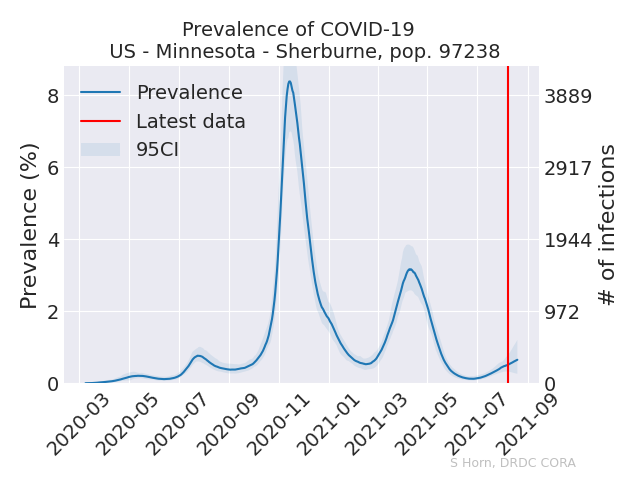 Prevalence of COVID-19
US - Minnesota - Sherburne, pop. 97238
Prevalence
Latest data
95CI
Prevalence (%)
8
6
4
2
0
3889
2917
1944
972
0
# of infections
2020-03
2020-05
2020-07
2020-09
2020-11
2021-01
2021-03
2021-05
2021-07
2021-09
S Horn, DRDC CORA